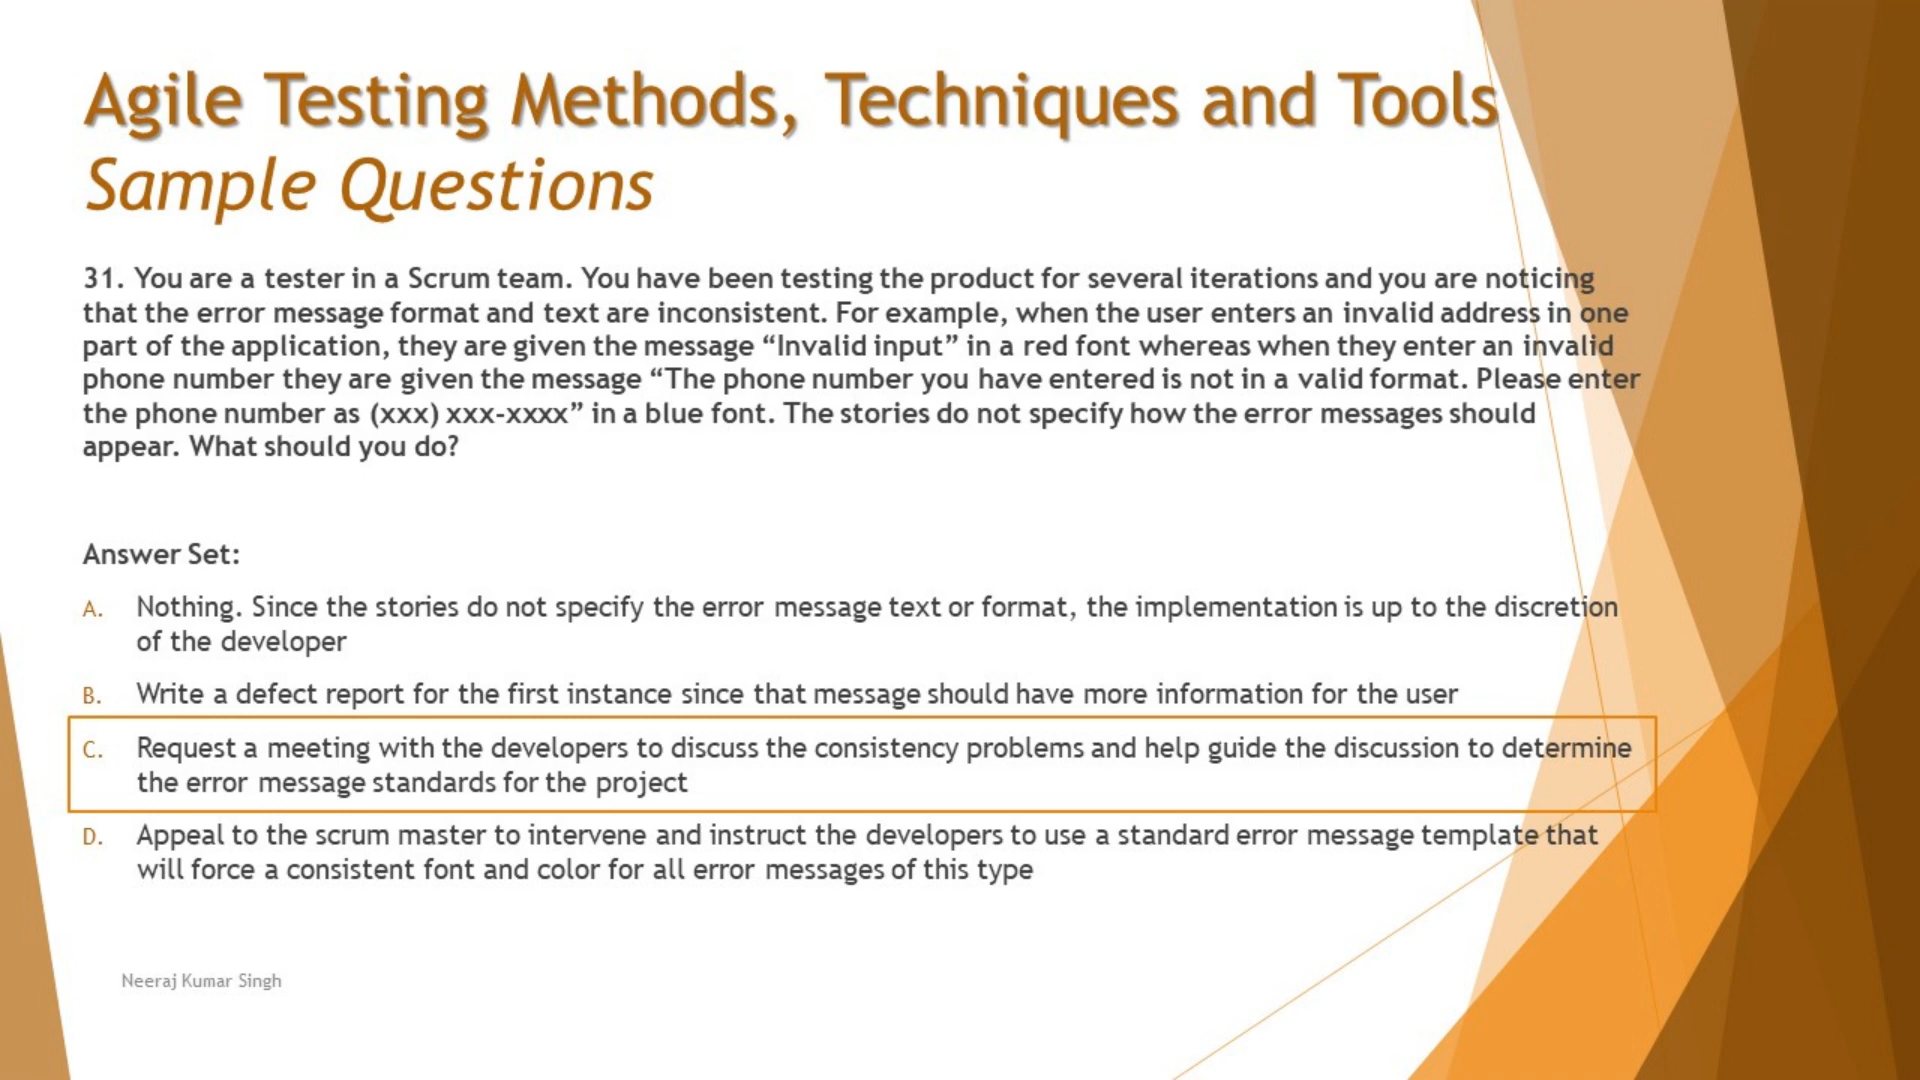 Agile Testing Methods, Techniques and Tools
Sample Questions
31. You are a tester in a Scrum team. You have been testing the product for several iterations and you are noticing
that the error message format and text are inconsistent. For example, when the user enters an invalid address in one
part of the application, they are given the message “Invalid input” in a red font whereas when they enter an invalid
phone number they are given the message “The phone number you have entered is not in a valid format. Please enter
the phone number as (xxx) xxx-xxxx” in a blue font. The stories do not specify how the error messages should
appear. What should you do?
Answer Set:
A. Nothing. Since the stories do not specify the error message text or format, the implementation is up to the discretion
of the developer
B. Write a defect report for the first instance since that message should have more information for the user
C. Request a meeting with the developers to discuss the consistency problems and help guide the discussion to determine
the error message standards for the project
D. Appeal to the scrum master to intervene and instruct the developers to use a standard error message template that
will force a consistent font and color for all error messages of this type
Neeraj Kumar Singh